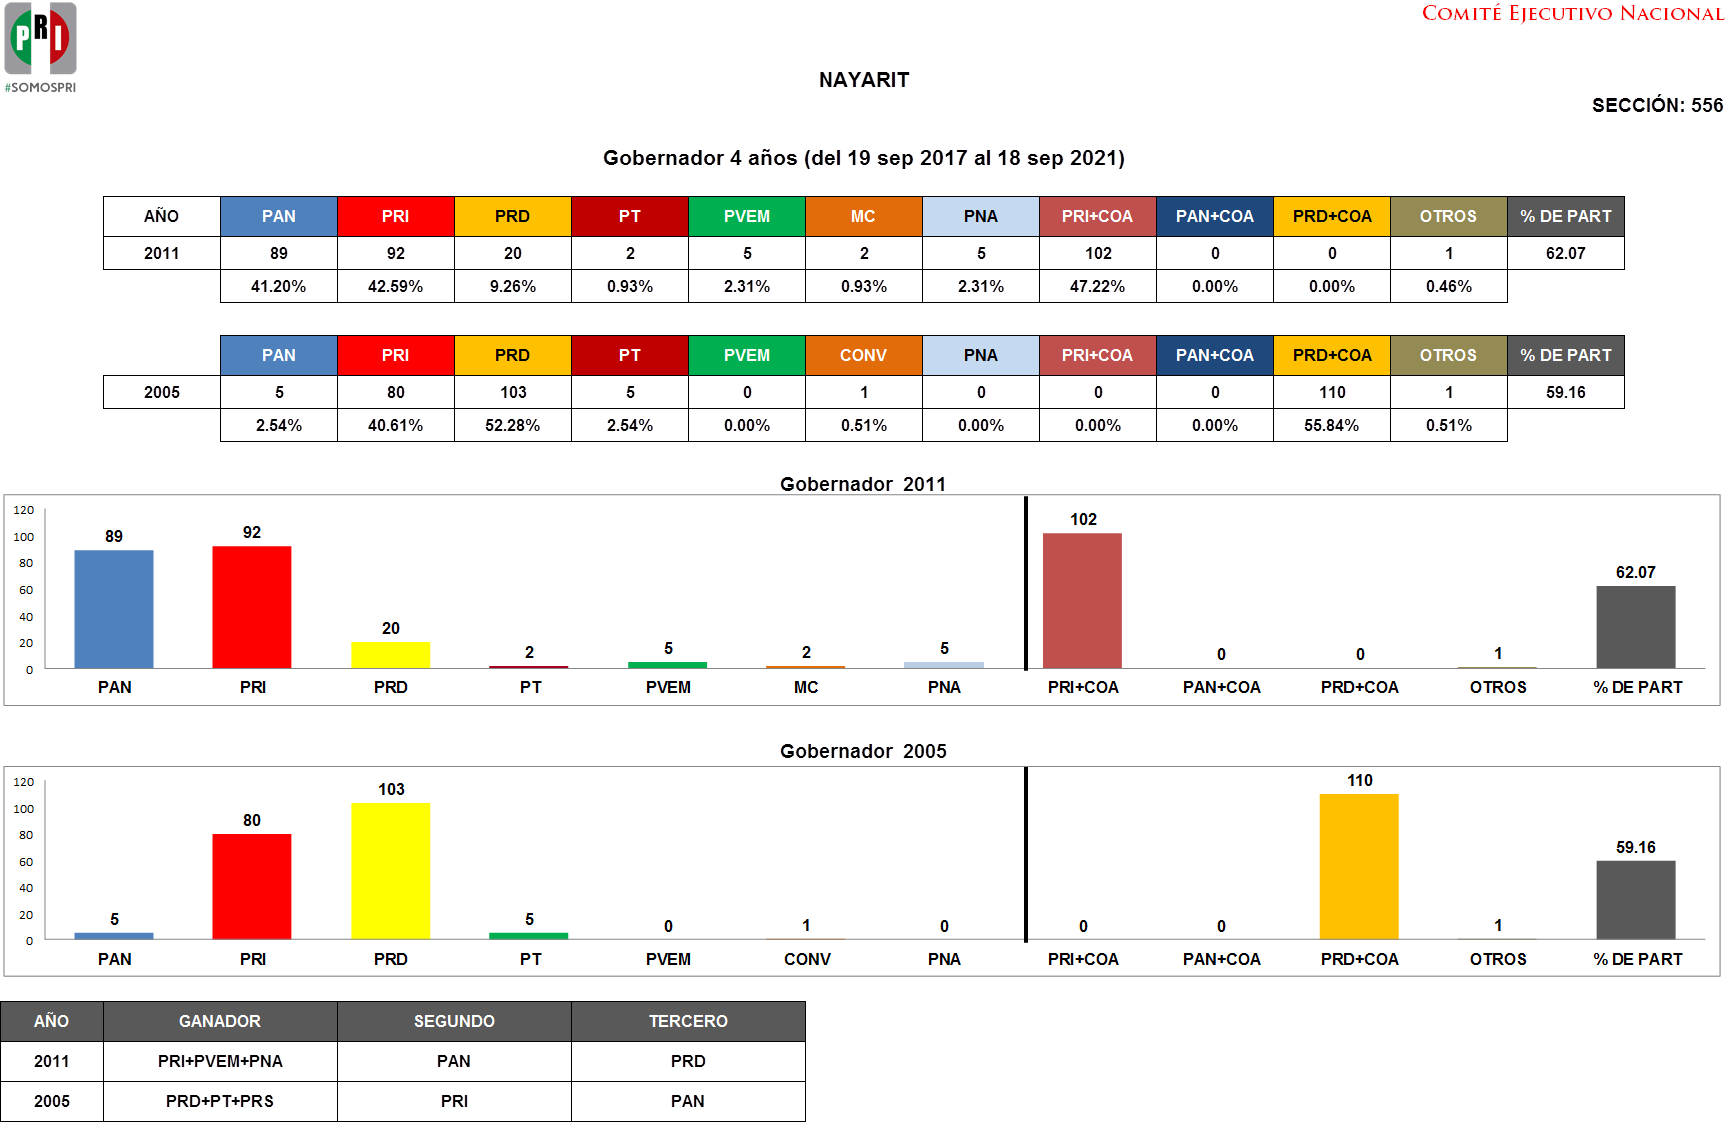 PRI
#SOMOSPRI
COMITÉ EJECUTIVO NACIONAL
NAYARIT
SECCIÓN: 556
Gobernador 4 años (del 19 sep 2017 al 18 sep 2021)
AÑO PAN PRI PRD PT PVEM MC PNA PRI+COA PAN+COA PRD+COA OTROS % DE PART
2011 89 92 20 2 5 2 5 102 0 0 1 62.07
41.20% 42.59% 9.26% 0.93% 2.31% 0.93% 2.31% 47.22% 0.00% 0.00% 0.46%
PAN PRI PRD PT PVEM CONV PNA PRI+COA PAN+COA PRD+COA OTROS % DE PART
2005 5 80 103 5 0 1 0 0 0 110 1 59.16
2.54% 40.61% 52.28% 2.54% 0.00% 0.51% 0.00% 0.00% 0.00% 55.84% 0.51%
Gobernador 2011
120
100
80
60
40
20
0
89 92 20 2 5 2 5 102 0 0 1 62.07
PAN PRI PRD PT PVEM MC PNA PRI+COA PAN+COA PRD+COA OTROS % DE PART
Gobernador 2005
120
100
80
60
40
20
0
5 80 103 5 0 1 0 0 0 110 1 59.16
PAN PRI PRD PT PVEM CONV PNA PRI+COA PAN+COA PRD+COA OTROS % DE PART
AÑO GANADOR SEGUNDO TERCERO
2011 PRI+PVEM+PNA PAN PRD
2005 PRD+PT+PRS PRI PAN